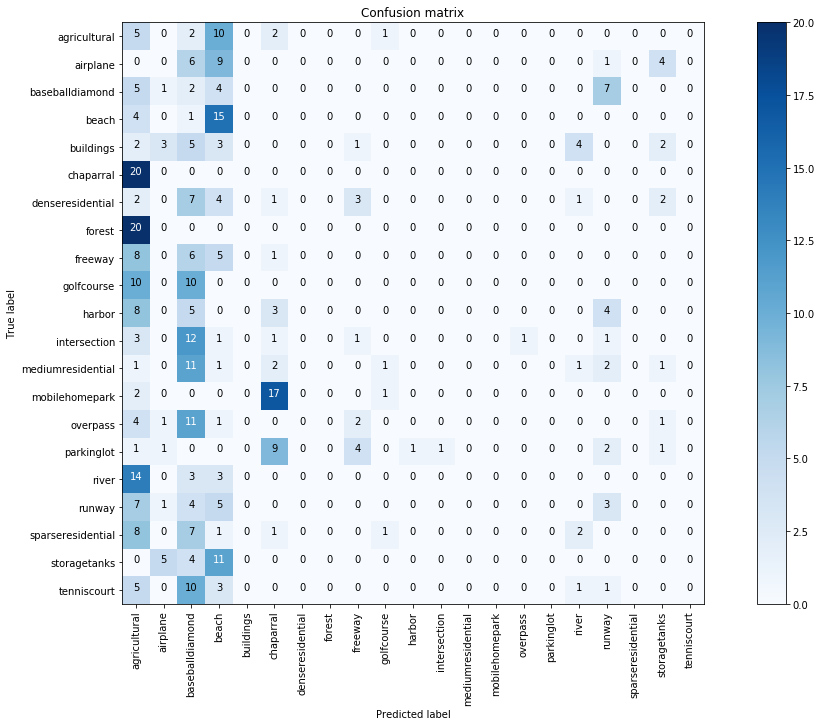 Confusion matrix
agricultural 5 0 2 10 0 2 0 0 0 1 0 0 0 0 0 0 0 0 0 0 0
airplane 0 0 6 9 0 0 0 0 0 0 0 0 0 0 0 0 0 1 0 4 0
baseballdiamond 5 1 2 4 0 0 0 0 0 0 0 0 0 0 0 0 0 7 0 0 0
beach 4 0 1 15 0 0 0 0 0 0 0 0 0 0 0 0 0 0 0 0 0
buildings 2 3 5 3 0 0 0 0 1 0 0 0 0 0 0 0 4 0 0 2 0
chaparral 20 0 0 0 0 0 0 0 0 0 0 0 0 0 0 0 0 0 0 0 0
denseresidential 2 0 7 4 0 1 0 0 3 0 0 0 0 0 0 0 1 0 0 2 0
forest 20 0 0 0 0 0 0 0 0 0 0 0 0 0 0 0 0 0 0 0 0
freeway 8 0 6 5 0 1 0 0 0 0 0 0 0 0 0 0 0 0 0 0 0
golfcourse 10 0 10 0 0 0 0 0 0 0 0 0 0 0 0 0 0 0 0 0 0
harbor 8 0 5 0 0 3 0 0 0 0 0 0 0 0 0 0 0 4 0 0 0
intersection 3 0 12 1 0 1 0 0 1 0 0 0 0 0 1 0 0 1 0 0 0
mediumresidential 1 0 11 1 0 2 0 0 0 1 0 0 0 0 0 0 1 2 0 1 0
mobilehomepark 2 0 0 0 0 17 0 0 0 1 0 0 0 0 0 0 0 0 0 0 0
overpass 4 1 11 1 0 0 0 0 2 0 0 0 0 0 0 0 0 0 0 1 0
parkinglot 1 1 0 0 0 9 0 0 4 0 1 1 0 0 0 0 0 2 0 1 0
river 14 0 3 3 0 0 0 0 0 0 0 0 0 0 0 0 0 0 0 0 0
runway 7 1 4 5 0 0 0 0 0 0 0 0 0 0 0 0 0 3 0 0 0
sparseresidential 8 0 7 1 0 1 0 0 0 1 0 0 0 0 0 0 2 0 0 0 0
storagetanks 0 5 4 11 0 0 0 0 0 0 0 0 0 0 0 0 0 0 0 0 0
tenniscourt 5 0 10 3 0 0 0 0 0 0 0 0 0 0 0 0 1 1 0 0 0
True label
agricultural
airplane
baseballdiamond
beach
buildings
chaparral
denseresidential
forest
freeway
golfcourse
harbor
intersection
mediumresidential
mobilehomepark
overpass
parkinglot
river
runway
sparseresidential
storagetanks
tenniscourt
Predicted label
20.0
17.5
15.0
12.5
10.0
7.5
5.0
2.5
0.0